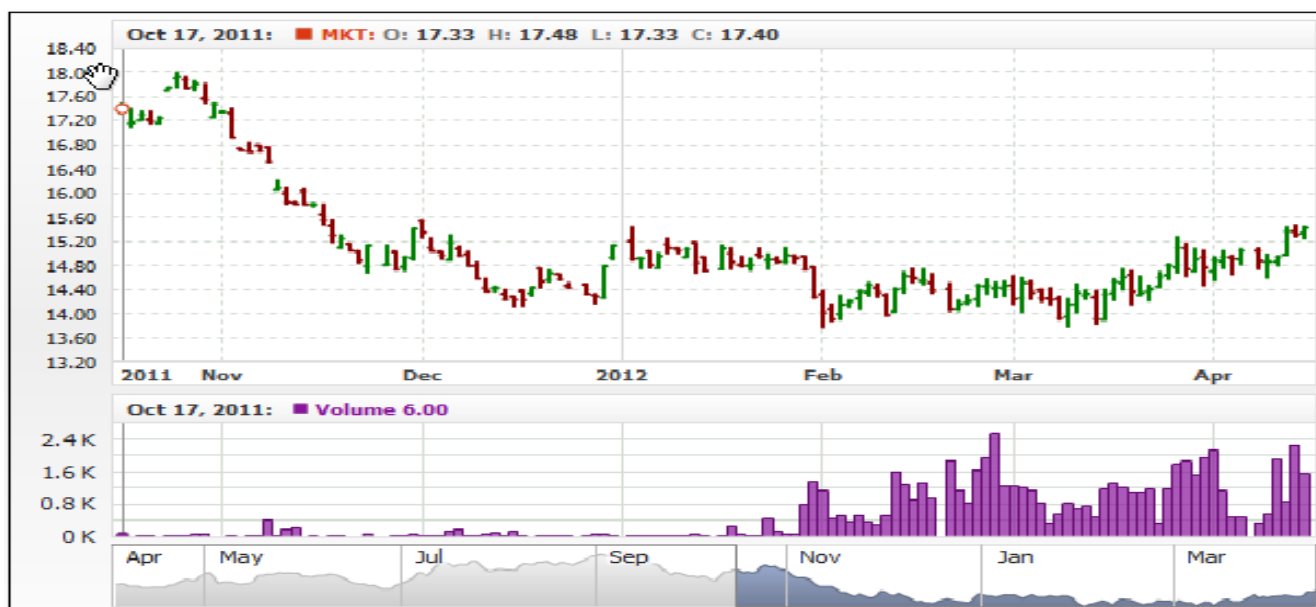 Oct 17, 2011: MKT: O: 17.33 H: 17.48 L: 17.33 C: 17.40
18.40
18.00
17.60
17.20
16.80
16.40
16.00
15.60
15.20
14.80
14.40
14.00
13.60
13.20
2011 Nov Dec 2012 Feb Mar Apr
Oct 17, 2011: Volume 6.00
2.4 K
1.6 K
0.8 K
0 K
Apr May Jul Sep Nov Jan Mar